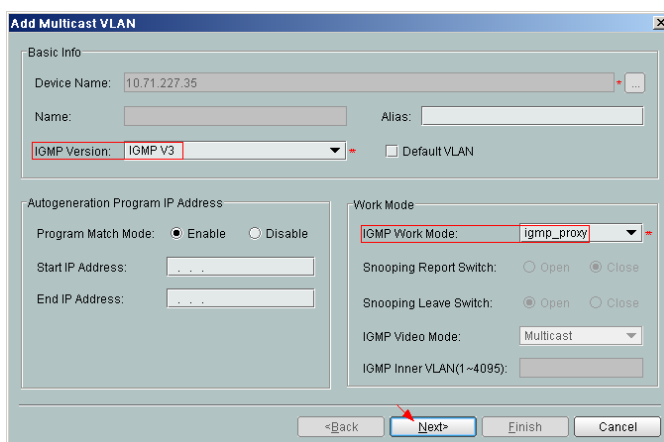 Add Multicast VLAN
Basic Info
Device Name: 10.71.227.35 * ...
Name: Alias:
IGMP Version: IGMP V3 * Default VLAN
Autogeneration Program IP Address
Program Match Mode: Enable Disable
Start IP Address: . . .
End IP Address: . . .
Work Mode
IGMP Work Mode: igmp_proxy *
Snooping Report Switch: Open Close
Snooping Leave Switch: Open Close
IGMP Video Mode: Multicast
IGMP Inner VLAN(1~4095):
<Back Next> Finish Cancel